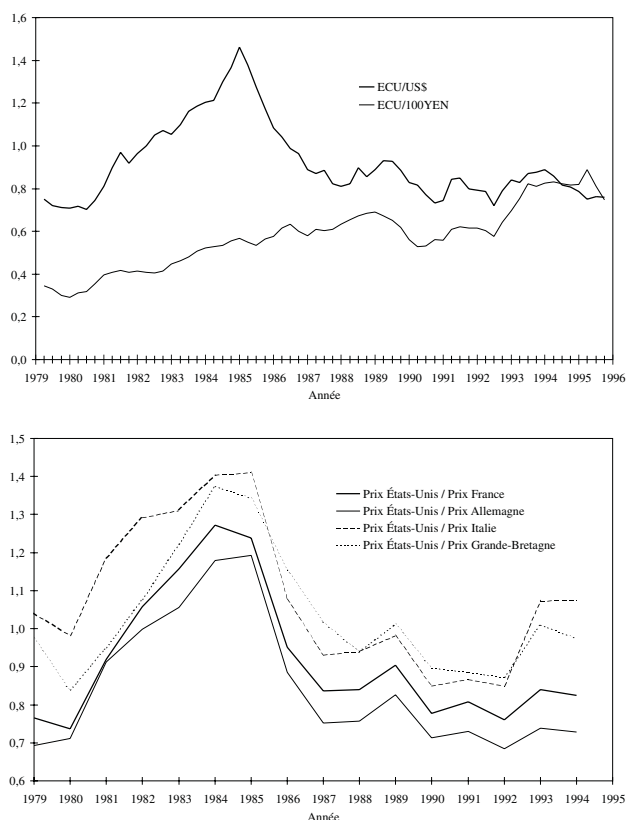 1,6
1,4
1,2
1,0
0,8
0,6
0,4
0,2
0,0
ECU/US$
ECU/100YEN
1979 1980 1981 1983 1984 1985 1986 1987 1988 1989 1990 1991 1992 1993 1994 1995 1996
Année
1,5
1,4
1,3
1,2
1,1
1,0
0,9
0,8
0,7
0,6
Prix États-Unis / Prix France
Prix États-Unis / Prix Allemagne
Prix États-Unis / Prix Italie
Prix États-Unis / Prix Grande-Bretagne
1979 1980 1981 1982 1983 1984 1985 1986 1987 1988 1989 1990 1991 1992 1993 1994 1995
Année